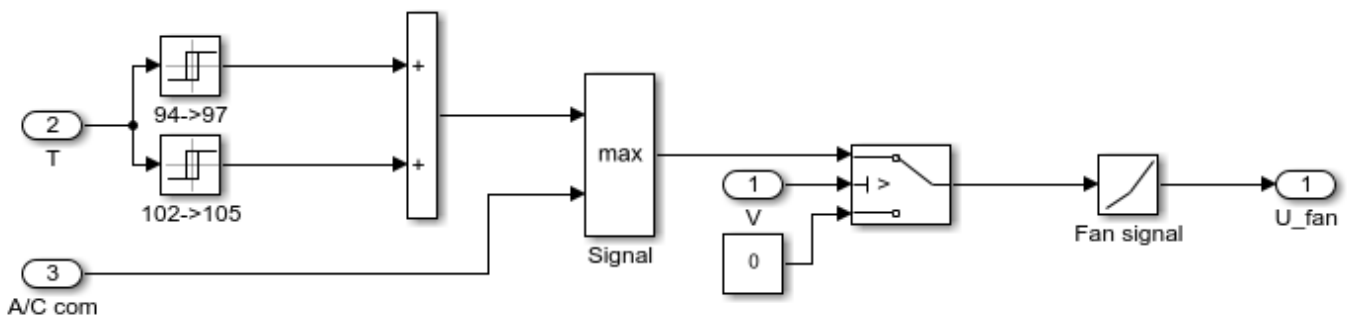 94->97
2
T
102->105
+
+
3
A/C com
max
Signal
1
V
>
0
Fan signal
1
U_fan